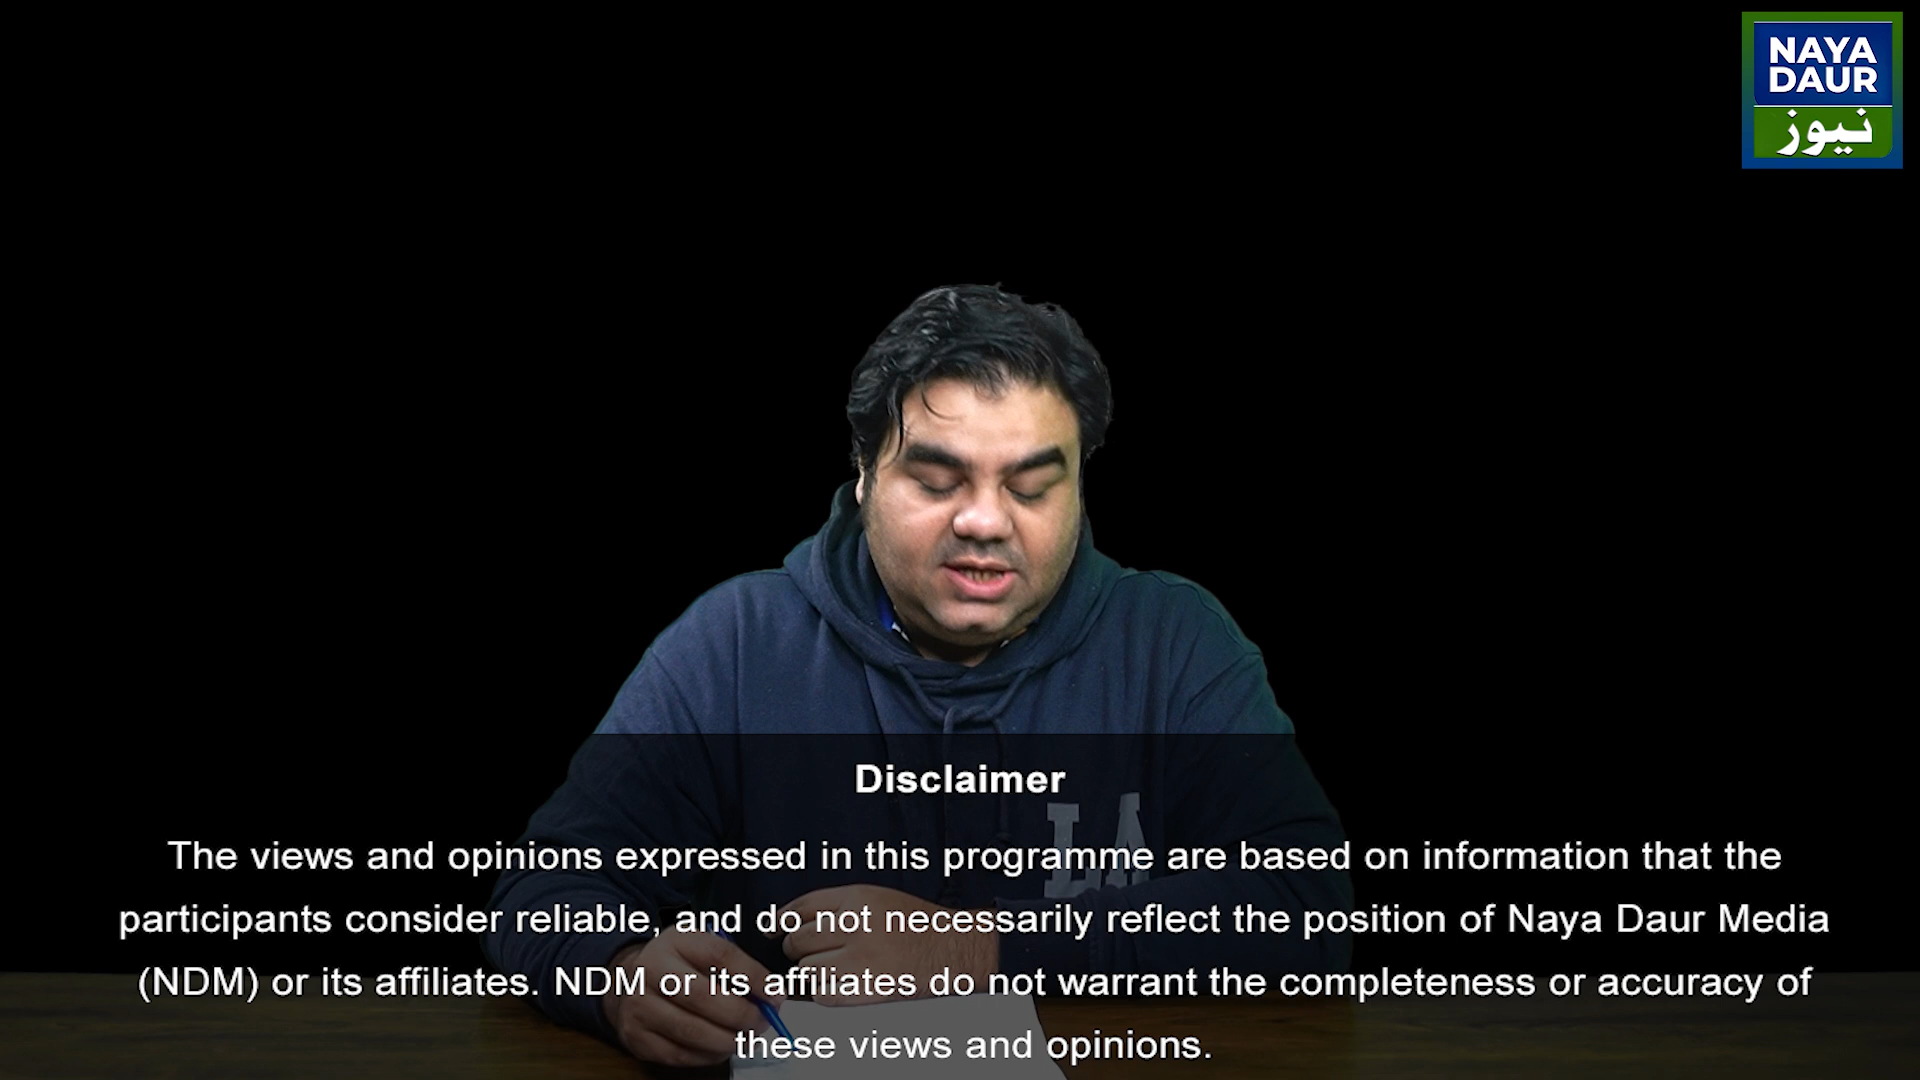 NAYA
DAUR
نیوز
Disclaimer
LA
The views and opinions expressed in this programme are based on information that the
participants consider reliable, and do not necessarily reflect the position of Naya Daur Media
(NDM) or its affiliates. NDM or its affiliates do not warrant the completeness or accuracy of
these views and opinions.